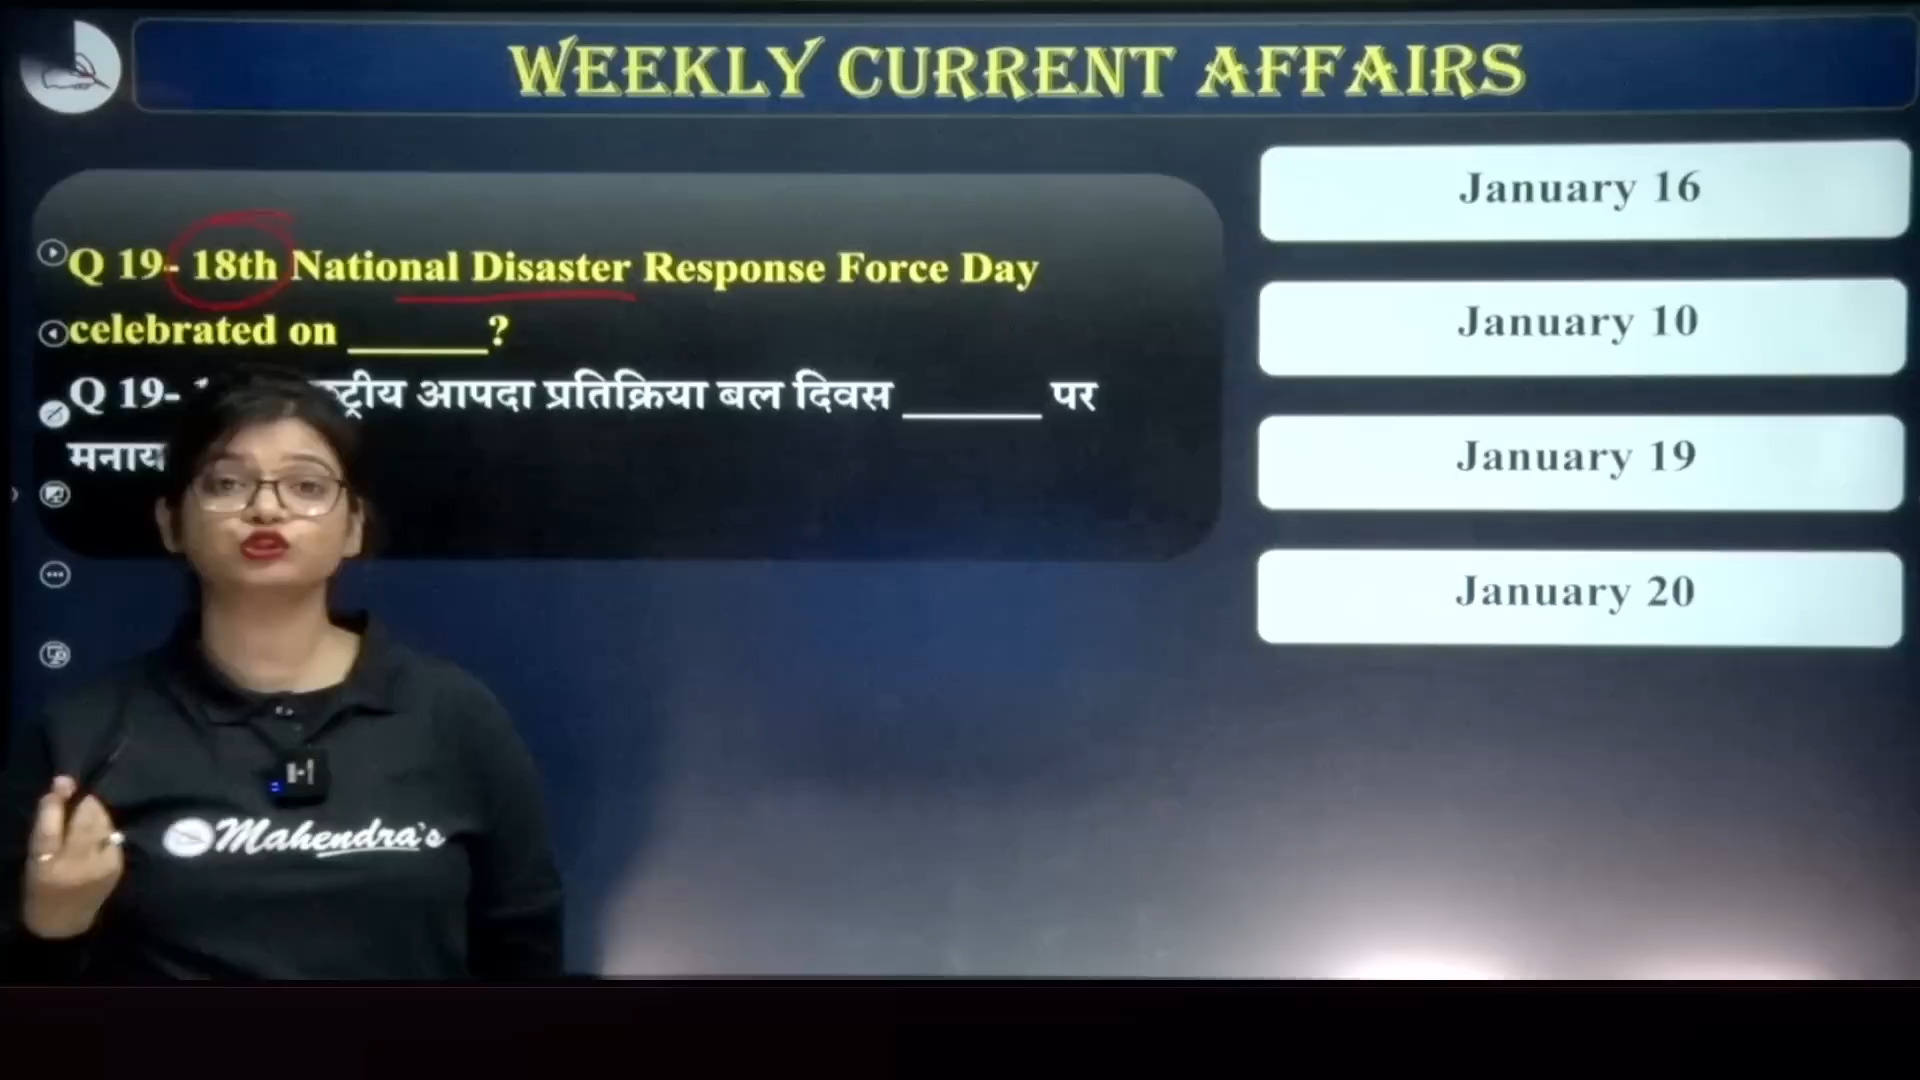 WEEKLY CURRENT AFFAIRS
Q 19- 18th National Disaster Response Force Day
celebrated on ______?
Q 19- आपदा प्रतिक्रिया बल दिवस ______ पर
January 16
January 10
January 19
January 20
Mahendra's